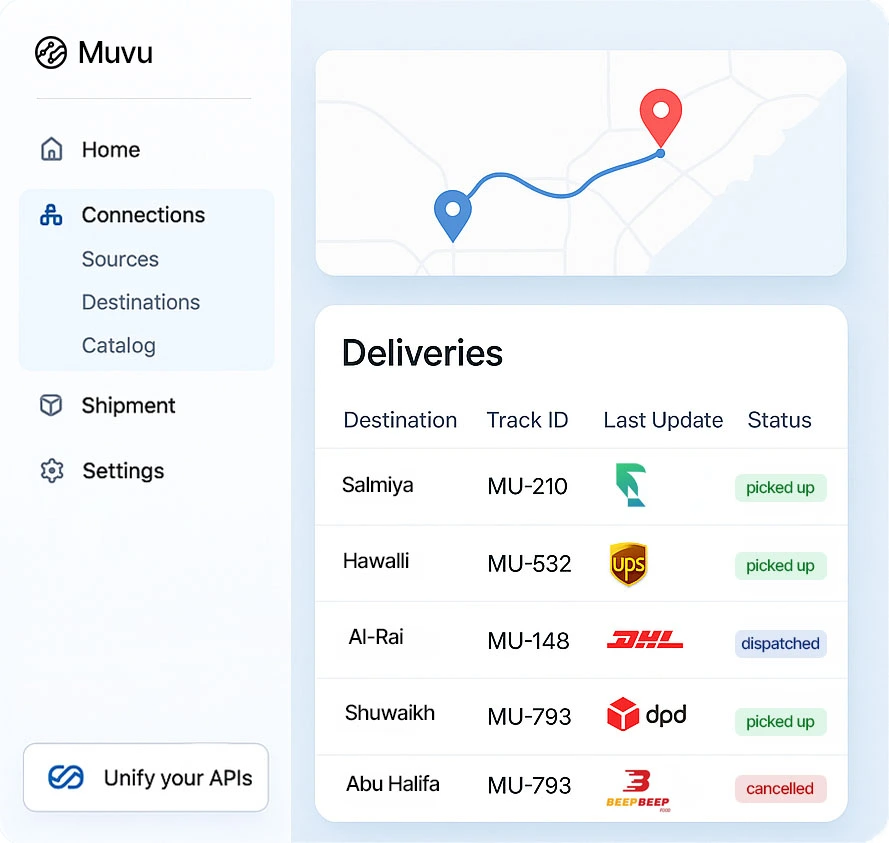 Muvu
Home
Connections
Sources
Destinations
Catalog
Shipment
Settings
Unify your APIs
Deliveries
Destination Track ID Last Update Status
Salmiya MU-210 picked up
Hawalli MU-532 ups picked up
Al-Rai MU-148 DHL dispatched
Shuwaikh MU-793 dpd picked up
Abu Halifa MU-793 BEEPBEEP FOOD cancelled